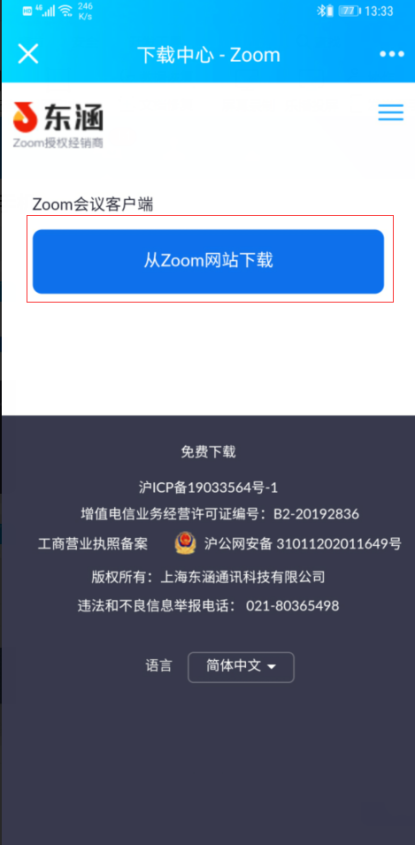 HD 46 246 K/s 77 13:33
下载中心 - Zoom
东涵
Zoom授权经销商
Zoom会议客户端
从Zoom网站下载
免费下载
沪ICP备19033564号-1
增值电信业务经营许可证编号：B2-20192836
工商营业执照备案 沪公网安备 31011202011649号
版权所有：上海东涵通讯科技有限公司
违法和不良信息举报电话： 021-80365498
语言 简体中文